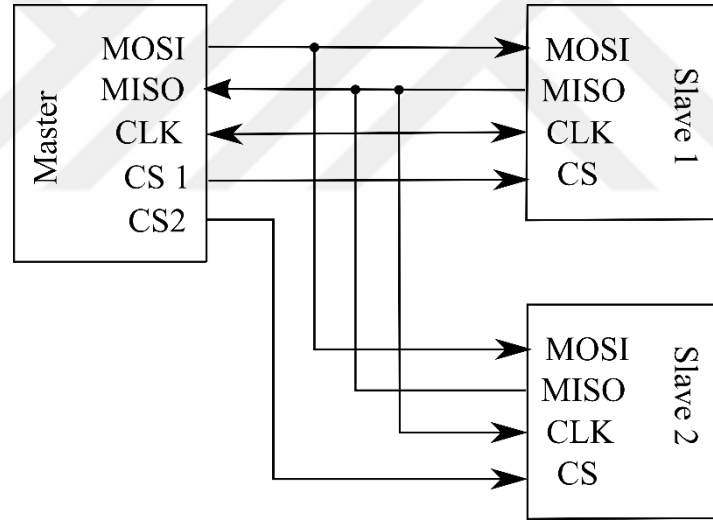 Master
MOSI
MISO
CLK
CS 1
CS2
MOSI
MISO
CLK
CS
Slave 1
MOSI
MISO
CLK
CS
Slave 2